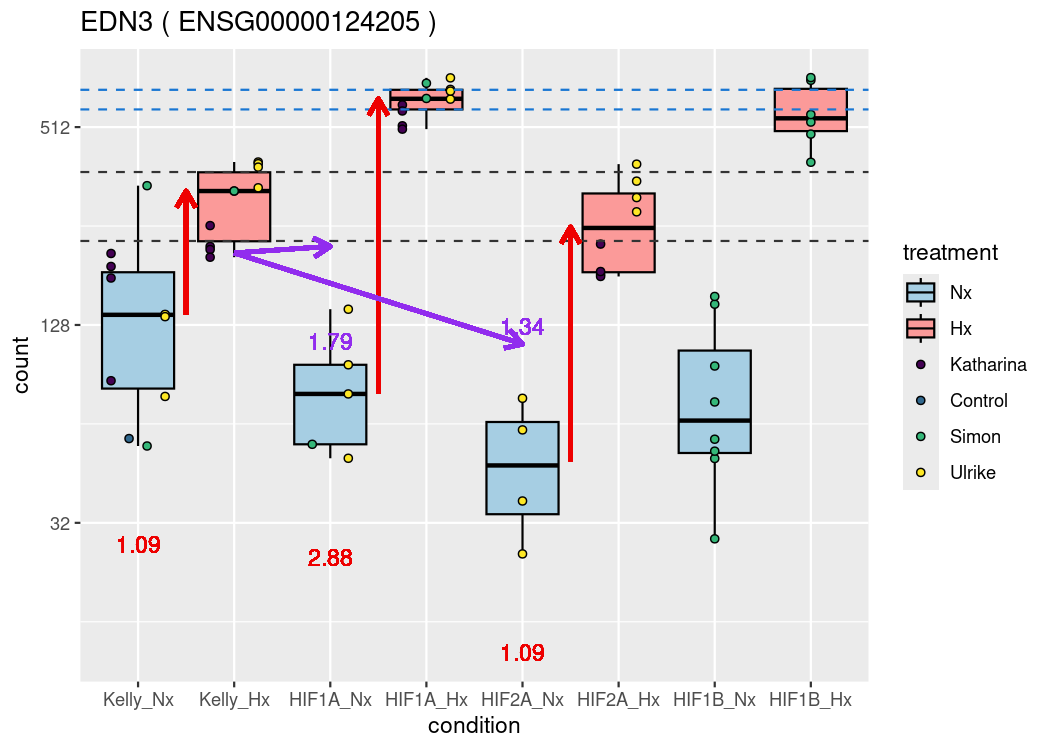 EDN3 ( ENSG00000124205 )
count
512
128
32
1.79
1.34
1.09
2.88
1.09
Kelly_Nx
Kelly_Hx
HIF1A_Nx
HIF1A_Hx
HIF2A_Nx
HIF2A_Hx
HIF1B_Nx
HIF1B_Hx
condition
treatment
Nx
Hx
Katharina
Control
Simon
Ulrike